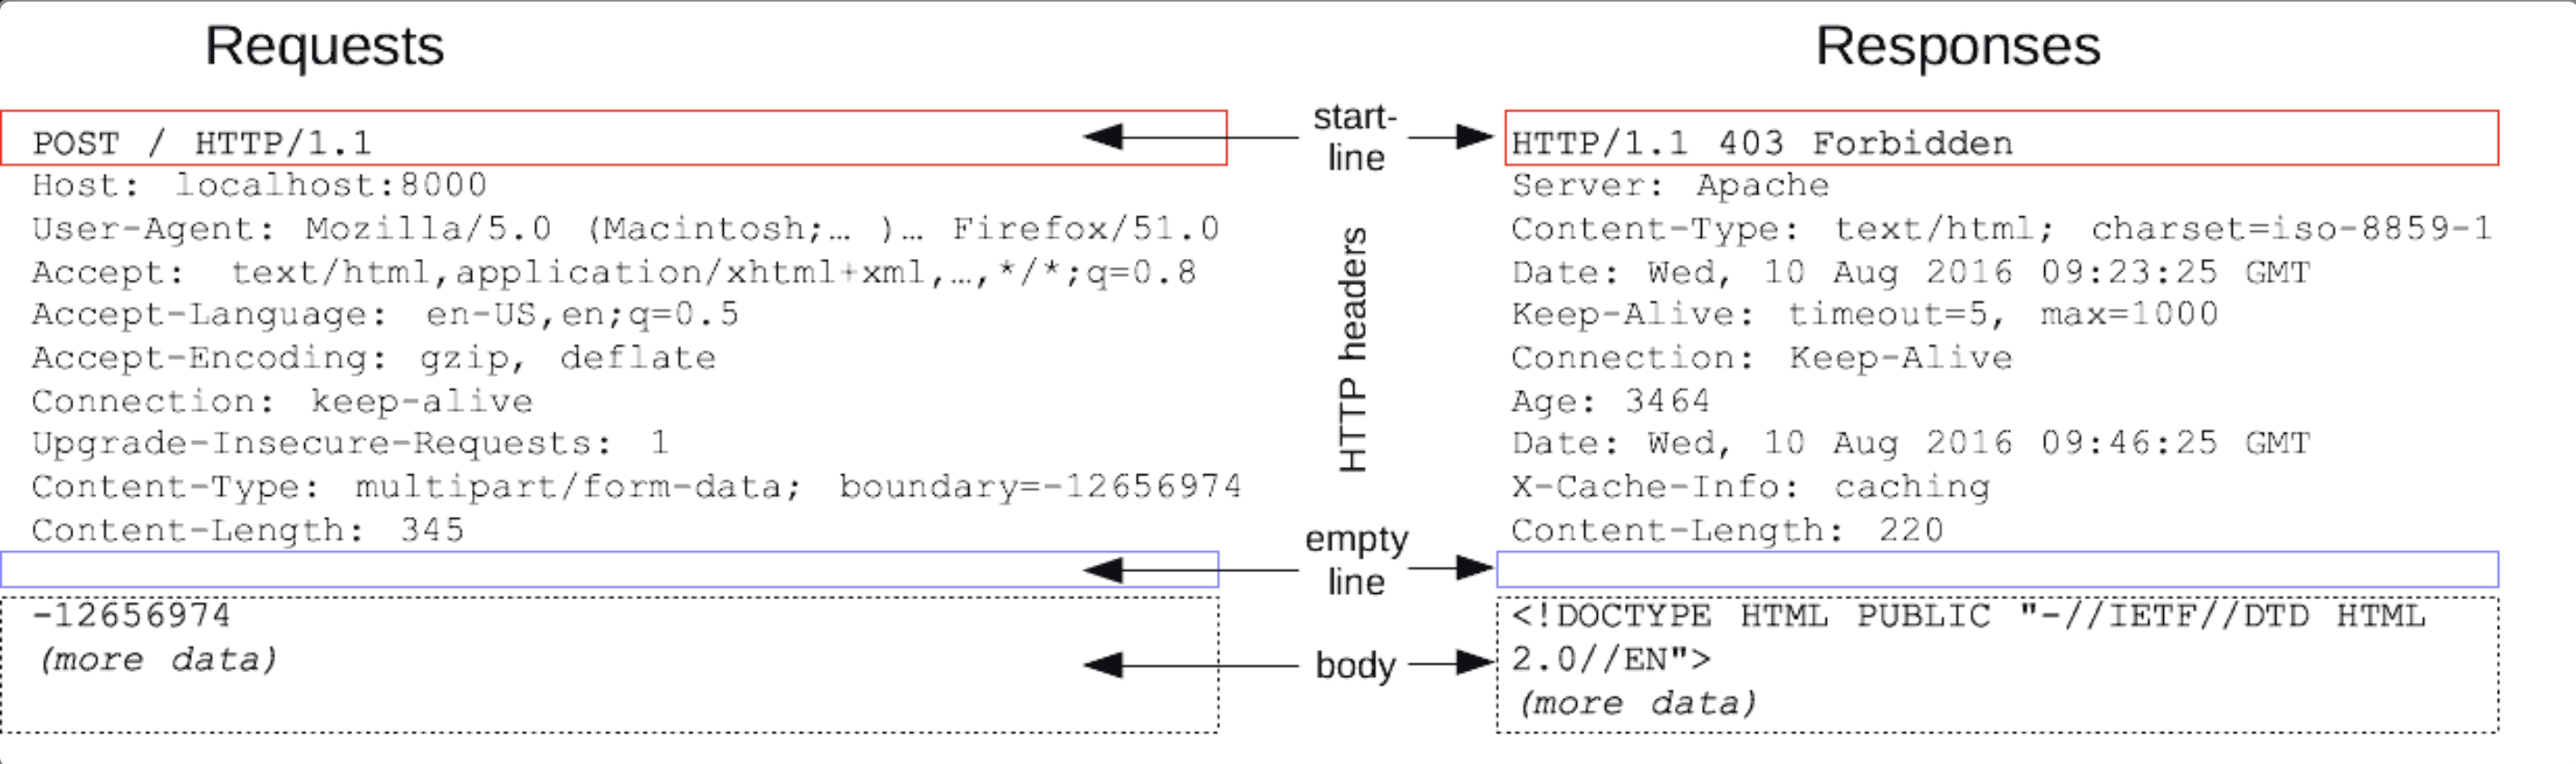 Requests
POST / HTTP/1.1
Host: localhost:8000
User-Agent: Mozilla/5.0 (Macintosh;… )… Firefox/51.0
Accept: text/html,application/xhtml+xml,…,*/*;q=0.8
Accept-Language: en-US,en;q=0.5
Accept-Encoding: gzip, deflate
Connection: keep-alive
Upgrade-Insecure-Requests: 1
Content-Type: multipart/form-data; boundary=-12656974
Content-Length: 345
-12656974
(more data)
start-
line
HTTP headers
empty
line
body
Responses
HTTP/1.1 403 Forbidden
Server: Apache
Content-Type: text/html; charset=iso-8859-1
Date: Wed, 10 Aug 2016 09:23:25 GMT
Keep-Alive: timeout=5, max=1000
Connection: Keep-Alive
Age: 3464
Date: Wed, 10 Aug 2016 09:46:25 GMT
X-Cache-Info: caching
Content-Length: 220
<!DOCTYPE HTML PUBLIC "-//IETF//DTD HTML
2.0//EN">
(more data)